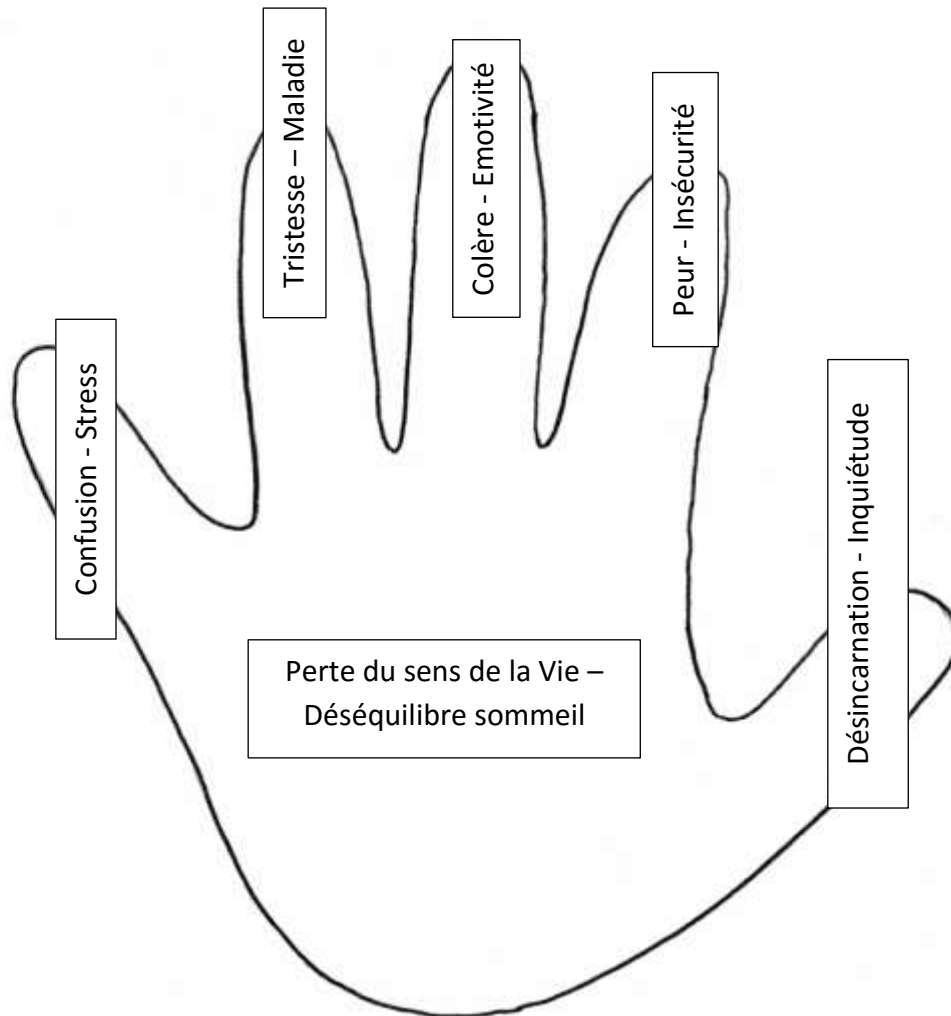 Confusion - Stress
Tristesse – Maladie
Colère - Emotivité
Peur - Insécurité
Désincarnation - Inquiétude
Perte du sens de la Vie –
Déséquilibre sommeil